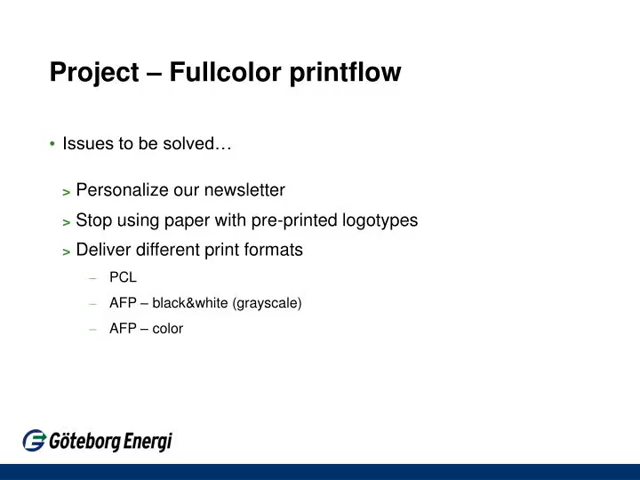 Project – Fullcolor printflow
• Issues to be solved…
> Personalize our newsletter
> Stop using paper with pre-printed logotypes
> Deliver different print formats
– PCL
– AFP – black&white (grayscale)
– AFP – color
Göteborg Energi